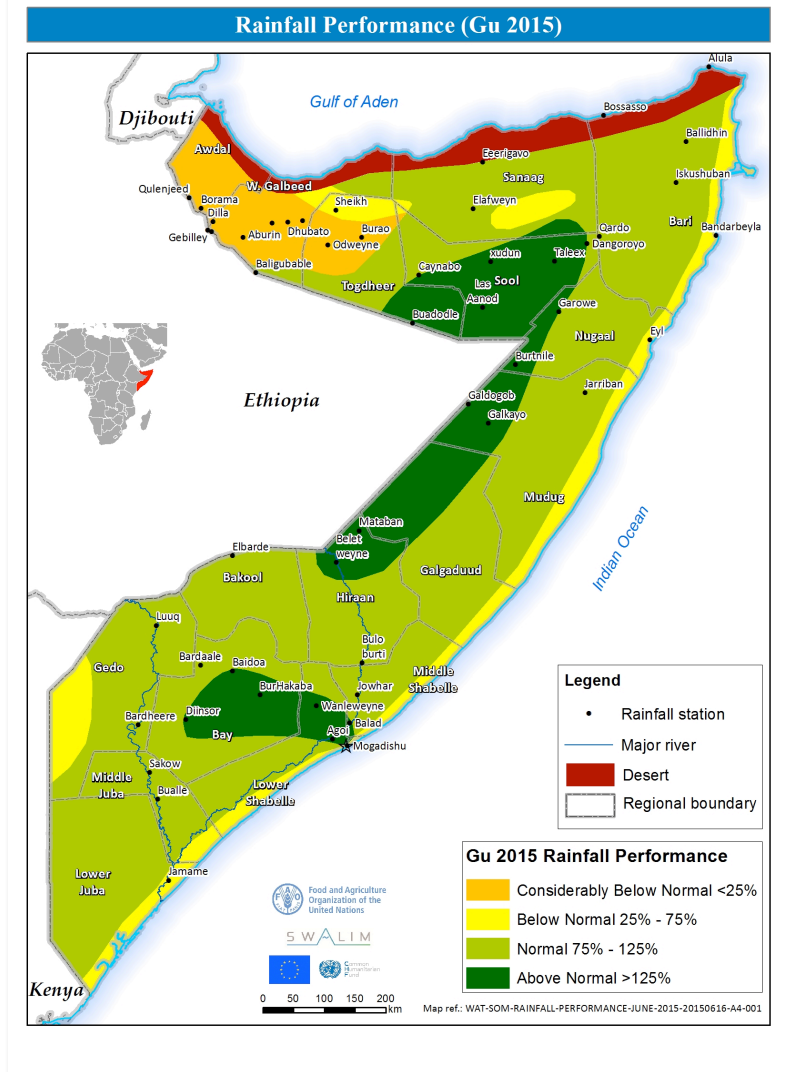 Rainfall Performance (Gu 2015)
Alula
Gulf of Aden
Bossasso
Djibouti
Ballidhin
Awdal
Eeerigavo
Iskushuban
Sanaag
W. Galbeed
Qulenjeed
Borama
Sheikh
Elafweyn
Bari
Dilla
Gebilley
Aburin
Dhubato
Burao
Qardo
Bandarbeyla
Odweyne
Dangoroyo
xudun
Taleex
Baligubable
Caynabo
Togdheer
Las
Aanod
Sool
Garowe
Buadodle
Nugaal
Eyl
Burtnile
Jarriban
Ethiopia
Galdogob
Galkayo
Mudug
Mataban
Belet
weyne
Indian Ocean
Elbarde
Bakool
Galgaduud
Hiraan
Luuq
Bulo
burti
Gedo
Bardaale
Baidoa
Middle
Shabelle
BurHakaba
Jowhar
Wanleweyne
Diinsor
Bardheere
Balad
Bay
Agoi
Mogadishu
Sakow
Middle
Juba
Bualle
Lower
Shabelle
Lower
Juba
Jamame
Kenya
Legend
Rainfall station
Major river
Desert
Regional boundary
Gu 2015 Rainfall Performance
Considerably Below Normal <25%
Below Normal 25% - 75%
Normal 75% - 125%
Above Normal >125%
Food and Agriculture
Organization of the
United Nations
SWALIM
Common
Humanitarian
Fund
0 50 100 150 200
km
Map ref.: WAT-SOM-RAINFALL-PERFORMANCE-JUNE-2015-20150616-A4-001